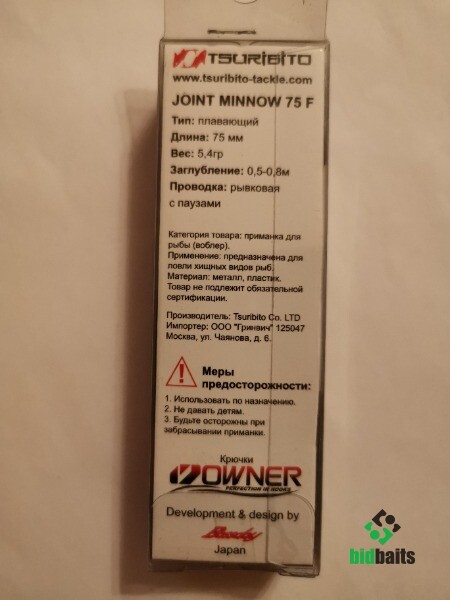 TSURIBITO
www.tsuribito-tackle.com
JOINT MINNOW 75 F
Тип: плавающий
Длина: 75 мм
Вес: 5,4гр
Заглубление: 0,5-0,8м
Проводка: рывковая
с паузами
Категория товара: приманка для
рыбы (воблер).
Применение: предназначена для
ловли хищных видов рыб.
Материал: металл, пластик.
Товар не подлежит обязательной
сертификации.
Производитель: Tsuribito Co. LTD
Импортер: ООО "Гринвич" 125047
Москва, ул. Чаянова, д. 6.
Меры
предосторожности:
1. Использовать по назначению.
2. Не давать детям.
3. Будьте осторожны при
забрасывании приманки.
Крючки
OWNER
PERFECTION IN HOOKS
Development & design by
Japan
bidbaits